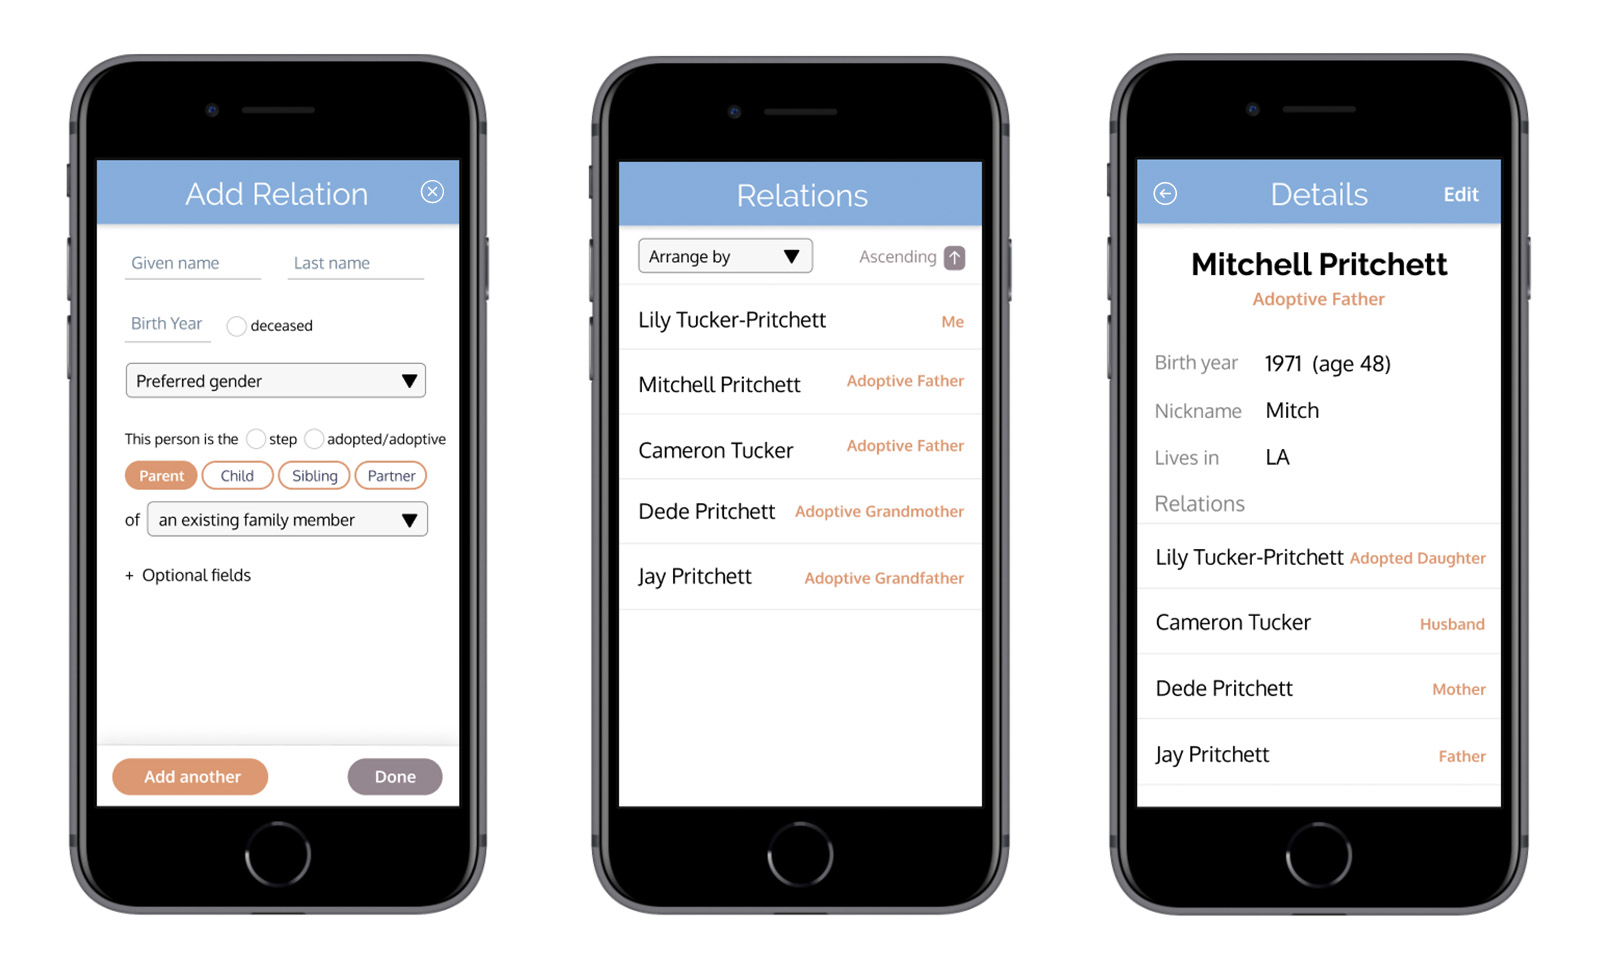 Add Relation
Given name Last name
Birth Year deceased
Preferred gender
This person is the step adopted/adoptive
Parent Child Sibling Partner
of an existing family member
+ Optional fields
Add another Done
Relations
Arrange by Ascending
Lily Tucker-Pritchett Me
Mitchell Pritchett Adoptive Father
Cameron Tucker Adoptive Father
Dede Pritchett Adoptive Grandmother
Jay Pritchett Adoptive Grandfather
Details Edit
Mitchell Pritchett
Adoptive Father
Birth year 1971 (age 48)
Nickname Mitch
Lives in LA
Relations
Lily Tucker-Pritchett Adopted Daughter
Cameron Tucker Husband
Dede Pritchett Mother
Jay Pritchett Father